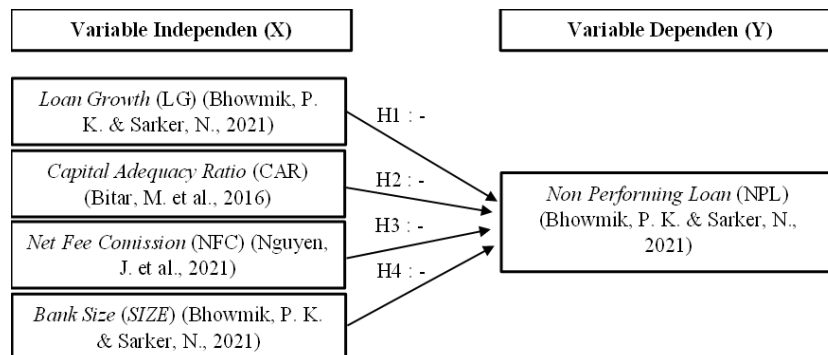 Variable Independen (X)
Variable Dependen (Y)
Loan Growth (LG) (Bhowmik, P.
K. & Sarker, N., 2021)
H1 : -
Capital Adequacy Ratio (CAR)
(Bitar, M. et al., 2016)
H2 : -
Net Fee Comission (NFC) (Nguyen,
J. et al., 2021)
H3 : -
Bank Size (SIZE) (Bhowmik, P. K.
& Sarker, N., 2021)
H4 : -
Non Performing Loan (NPL)
(Bhowmik, P. K. & Sarker, N.,
2021)